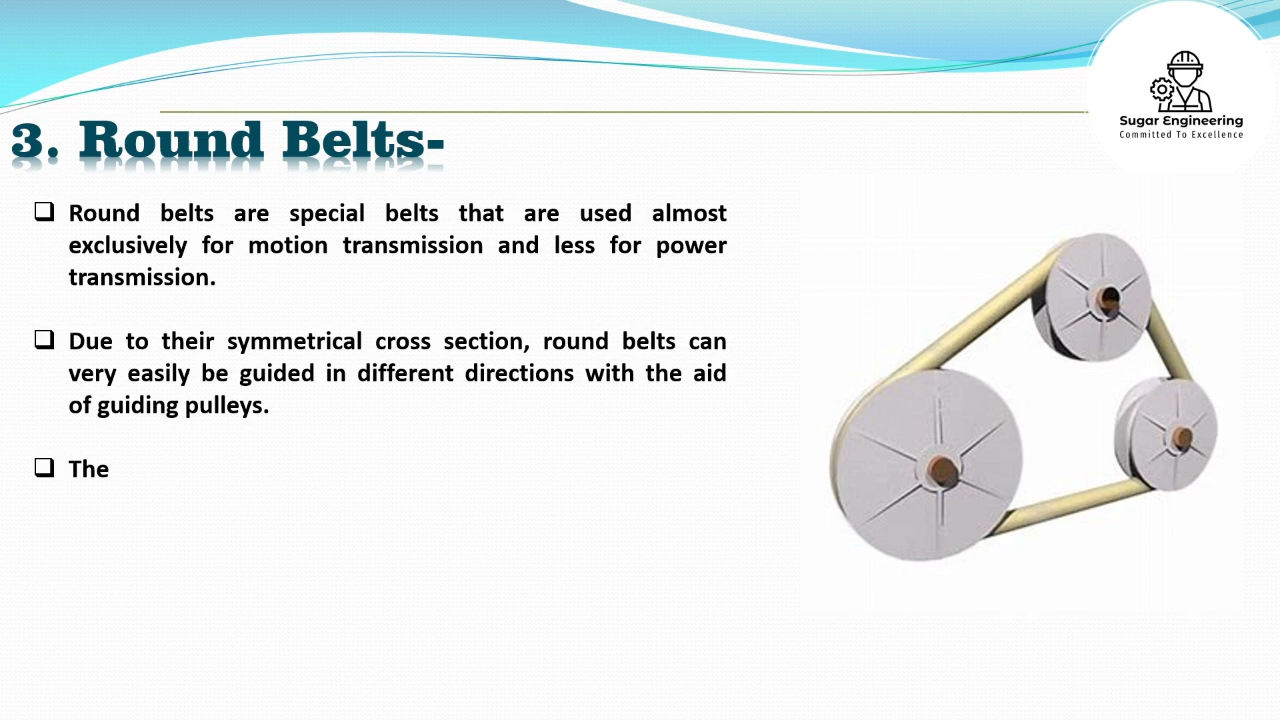 Sugar Engineering
Committed To Excellence
3. Round Belts-
Round belts are special belts that are used almost
exclusively for motion transmission and less for power
transmission.
Due to their symmetrical cross section, round belts can
very easily be guided in different directions with the aid
of guiding pulleys.
The